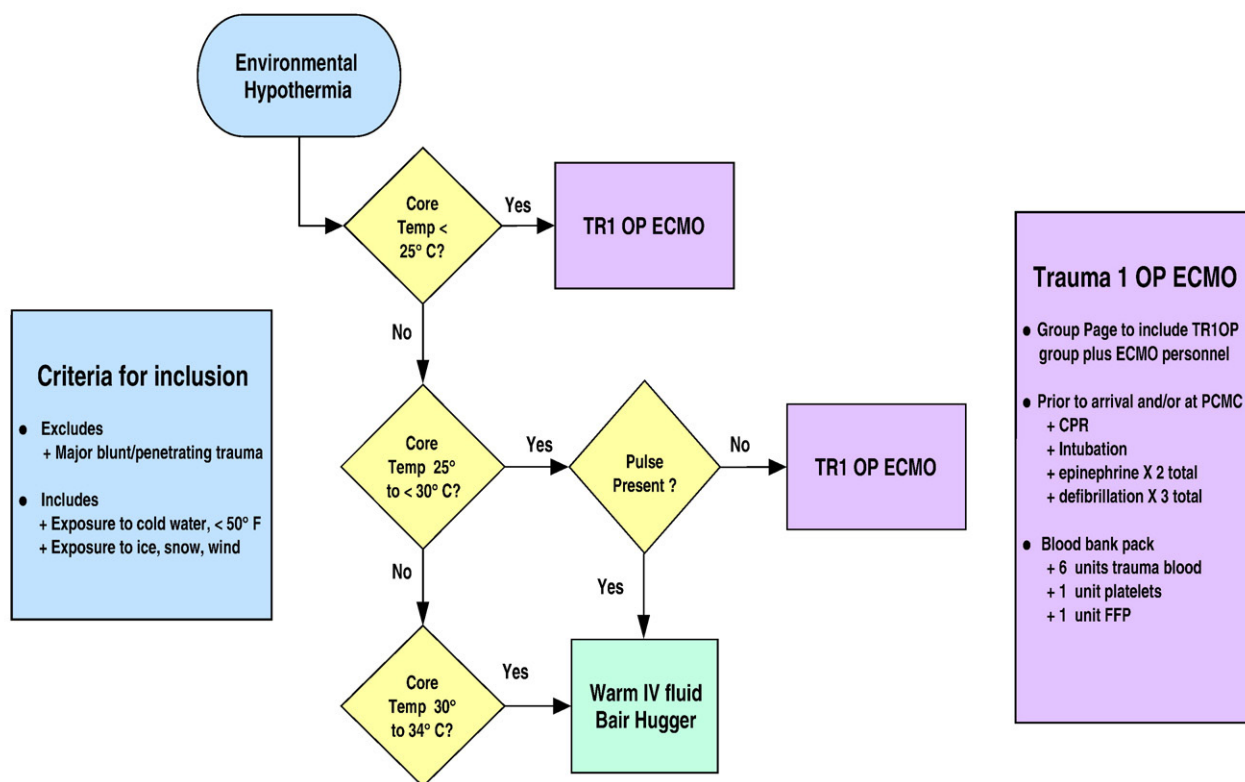 Environmental
Hypothermia
Core
Temp <
25° C?
Yes
TR1 OP ECMO
No
Criteria for inclusion
● Excludes
+ Major blunt/penetrating trauma
● Includes
+ Exposure to cold water, < 50° F
+ Exposure to ice, snow, wind
Core
Temp 25°
to < 30° C?
Yes
Pulse
Present ?
No
TR1 OP ECMO
No
Yes
Core
Temp 30°
to 34° C?
Yes
Warm IV fluid
Bair Hugger
Trauma 1 OP ECMO
● Group Page to include TR1OP
group plus ECMO personnel
● Prior to arrival and/or at PCMC
+ CPR
+ Intubation
+ epinephrine X 2 total
+ defibrillation X 3 total
● Blood bank pack
+ 6 units trauma blood
+ 1 unit platelets
+ 1 unit FFP